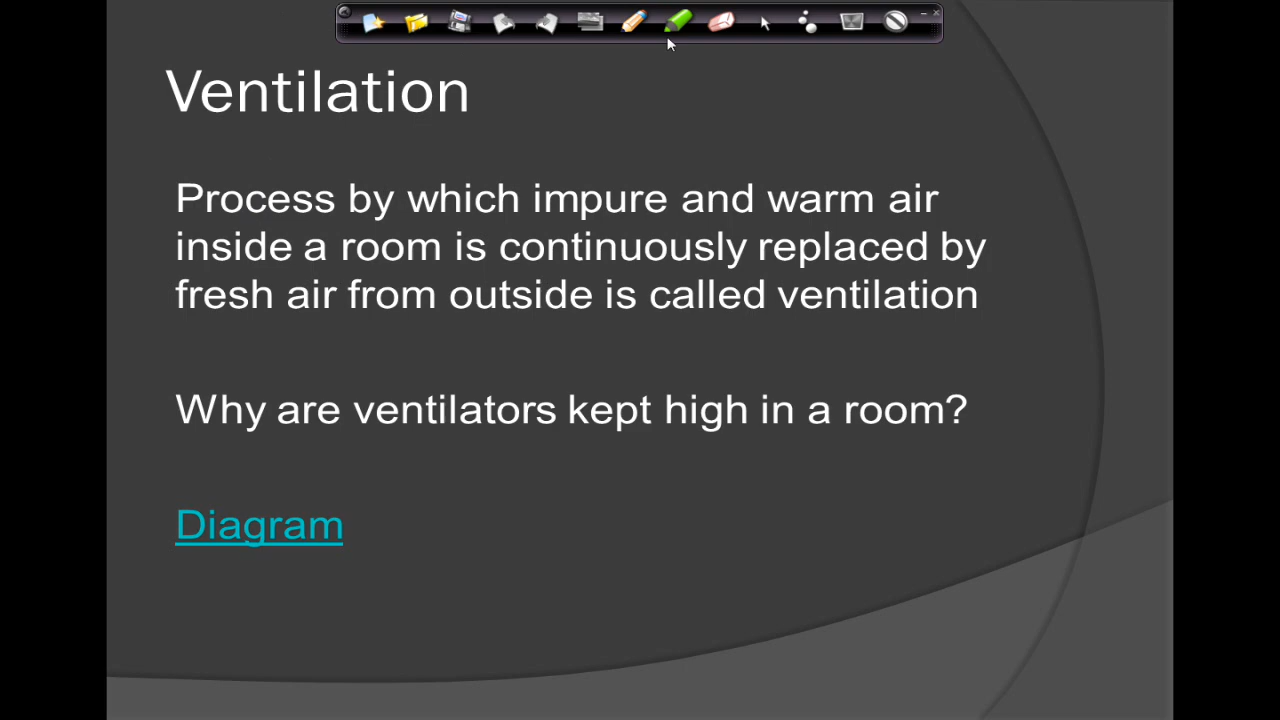 Ventilation
Process by which impure and warm air
inside a room is continuously replaced by
fresh air from outside is called ventilation
Why are ventilators kept high in a room?
Diagram